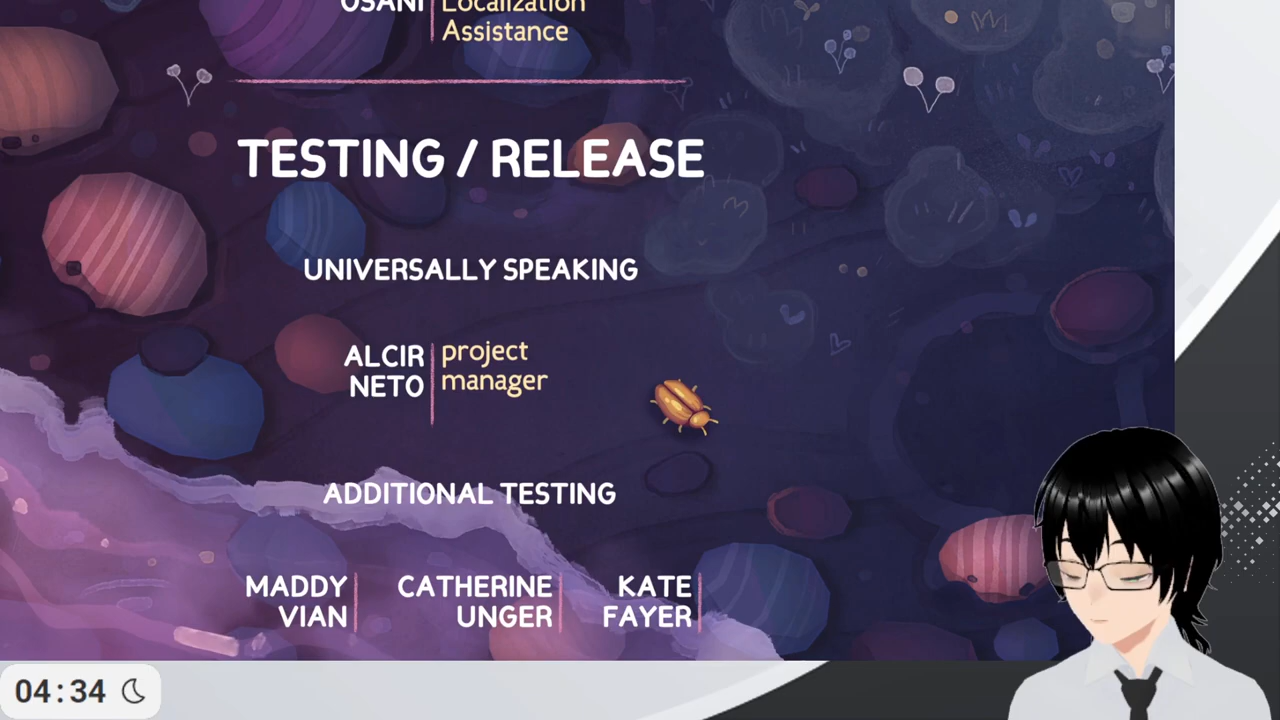 OSANI Localization
Assistance
TESTING / RELEASE
UNIVERSALLY SPEAKING
ALCIR project
NETO manager
ADDITIONAL TESTING
MADDY CATHERINE KATE
VIAN UNGER FAYER
04:34